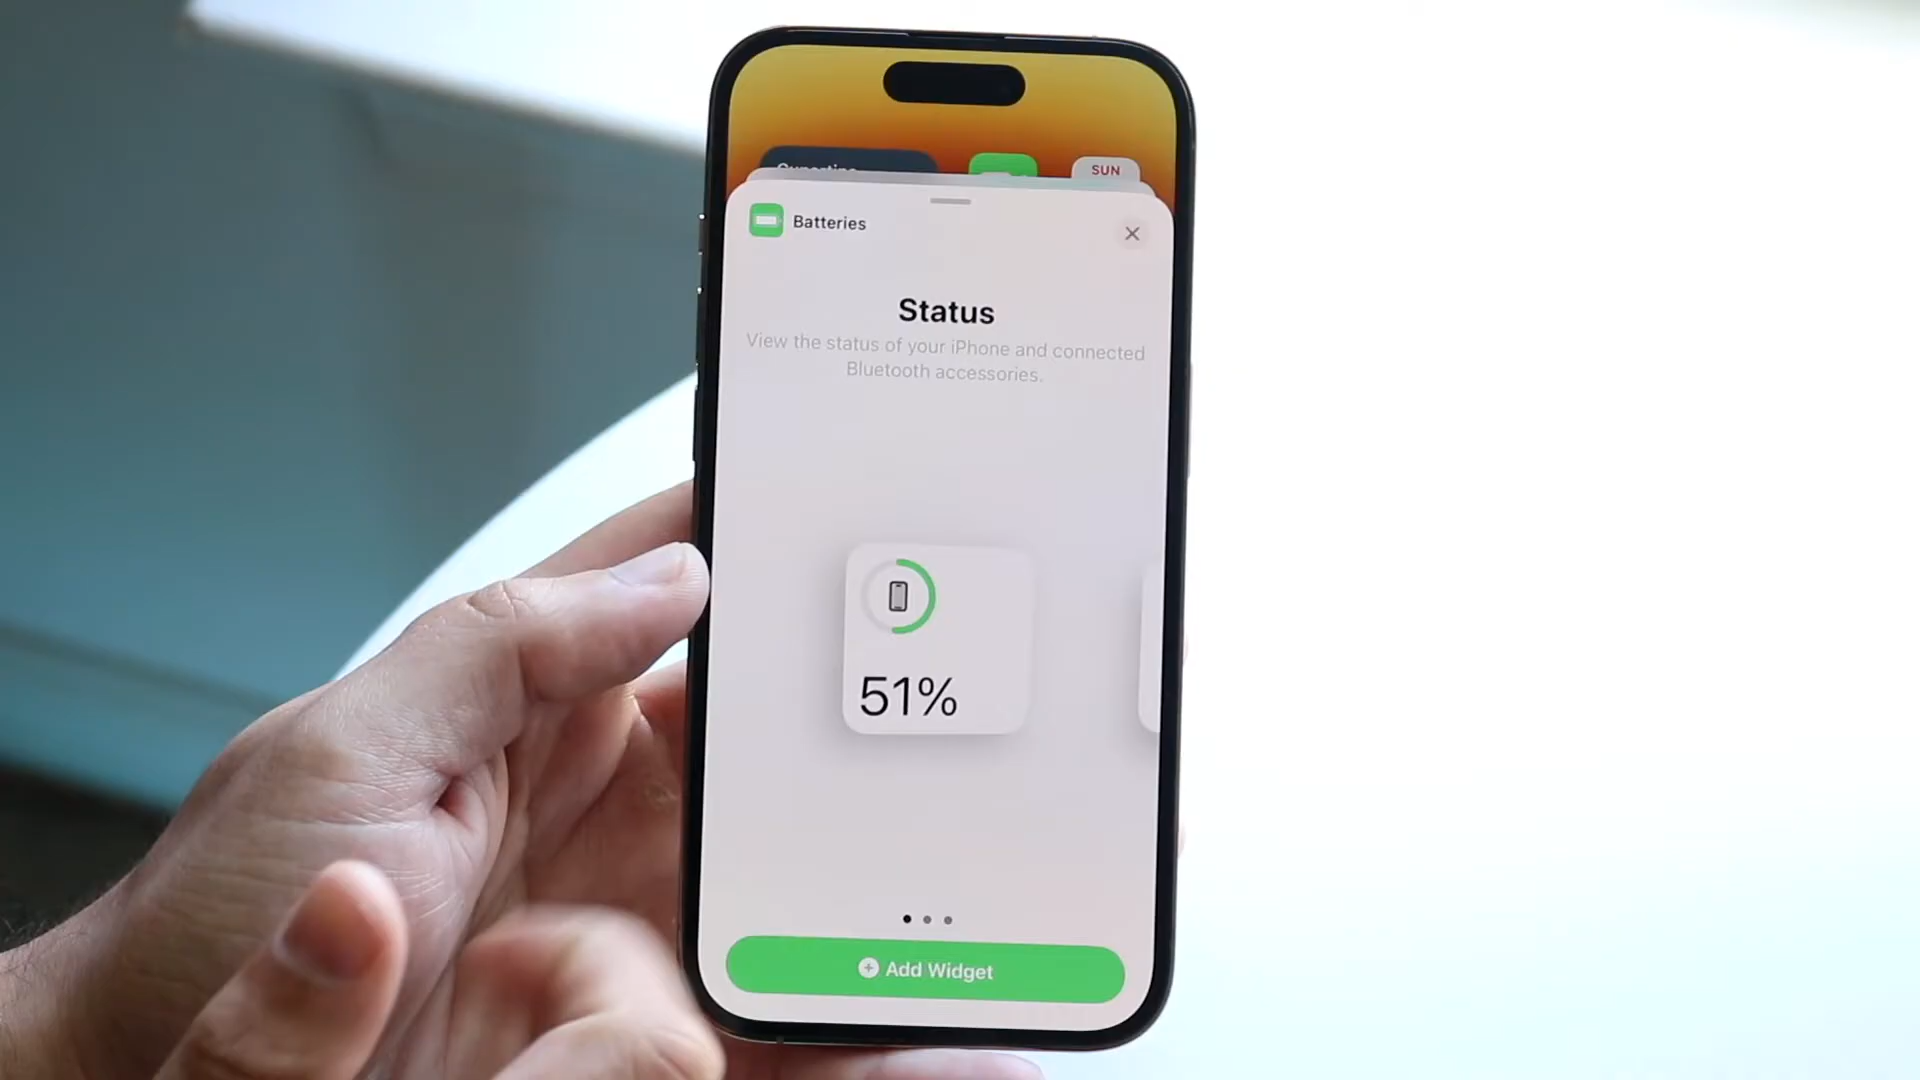 SUN
Batteries
Status
View the status of your iPhone and connected
Bluetooth accessories.
51%
Add Widget